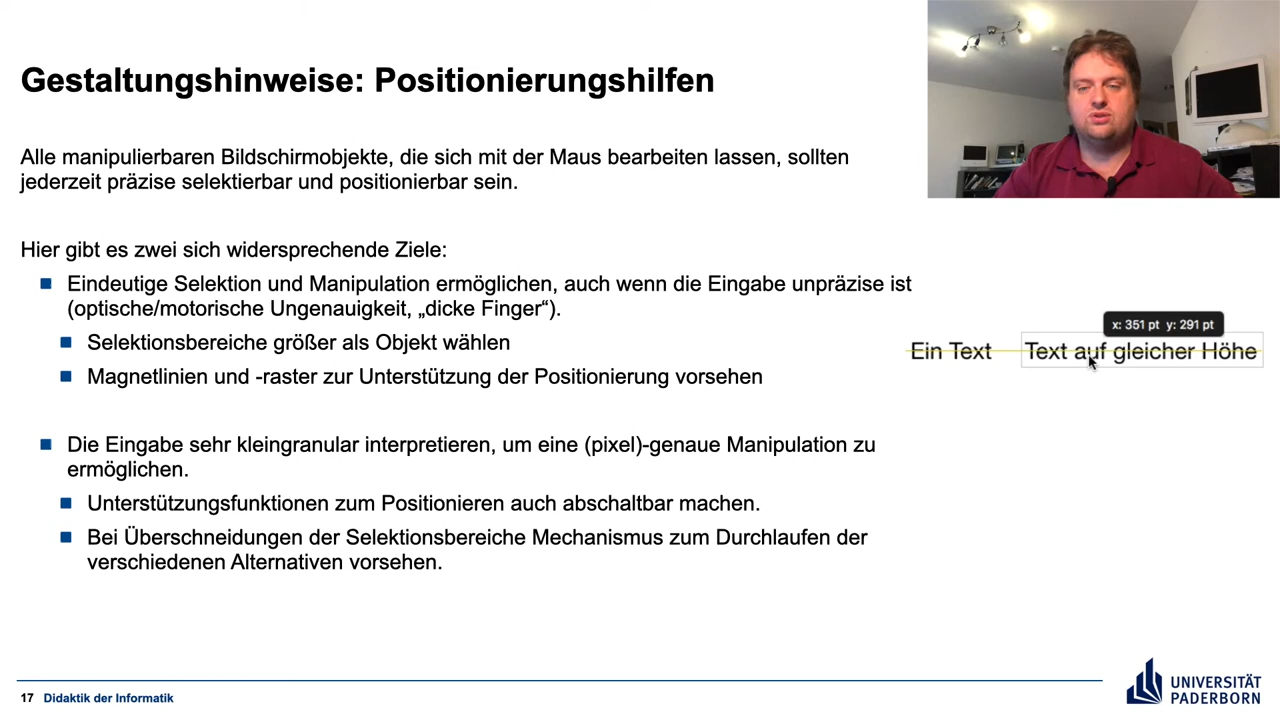 Gestaltungshinweise: Positionierungshilfen
Alle manipulierbaren Bildschirmobjekte, die sich mit der Maus bearbeiten lassen, sollten
jederzeit präzise selektierbar und positionierbar sein.
Hier gibt es zwei sich widersprechende Ziele:
Eindeutige Selektion und Manipulation ermöglichen, auch wenn die Eingabe unpräzise ist
(optische/motorische Ungenauigkeit, „dicke Finger“).
Selektionsbereiche größer als Objekt wählen
Magnetlinien und -raster zur Unterstützung der Positionierung vorsehen
x: 351 pt y: 291 pt
Ein Text Text auf gleicher Höhe
Die Eingabe sehr kleingranular interpretieren, um eine (pixel)-genaue Manipulation zu
ermöglichen.
Unterstützungsfunktionen zum Positionieren auch abschaltbar machen.
Bei Überschneidungen der Selektionsbereiche Mechanismus zum Durchlaufen der
verschiedenen Alternativen vorsehen.
17 Didaktik der Informatik
UNIVERSITÄT
PADERBORN